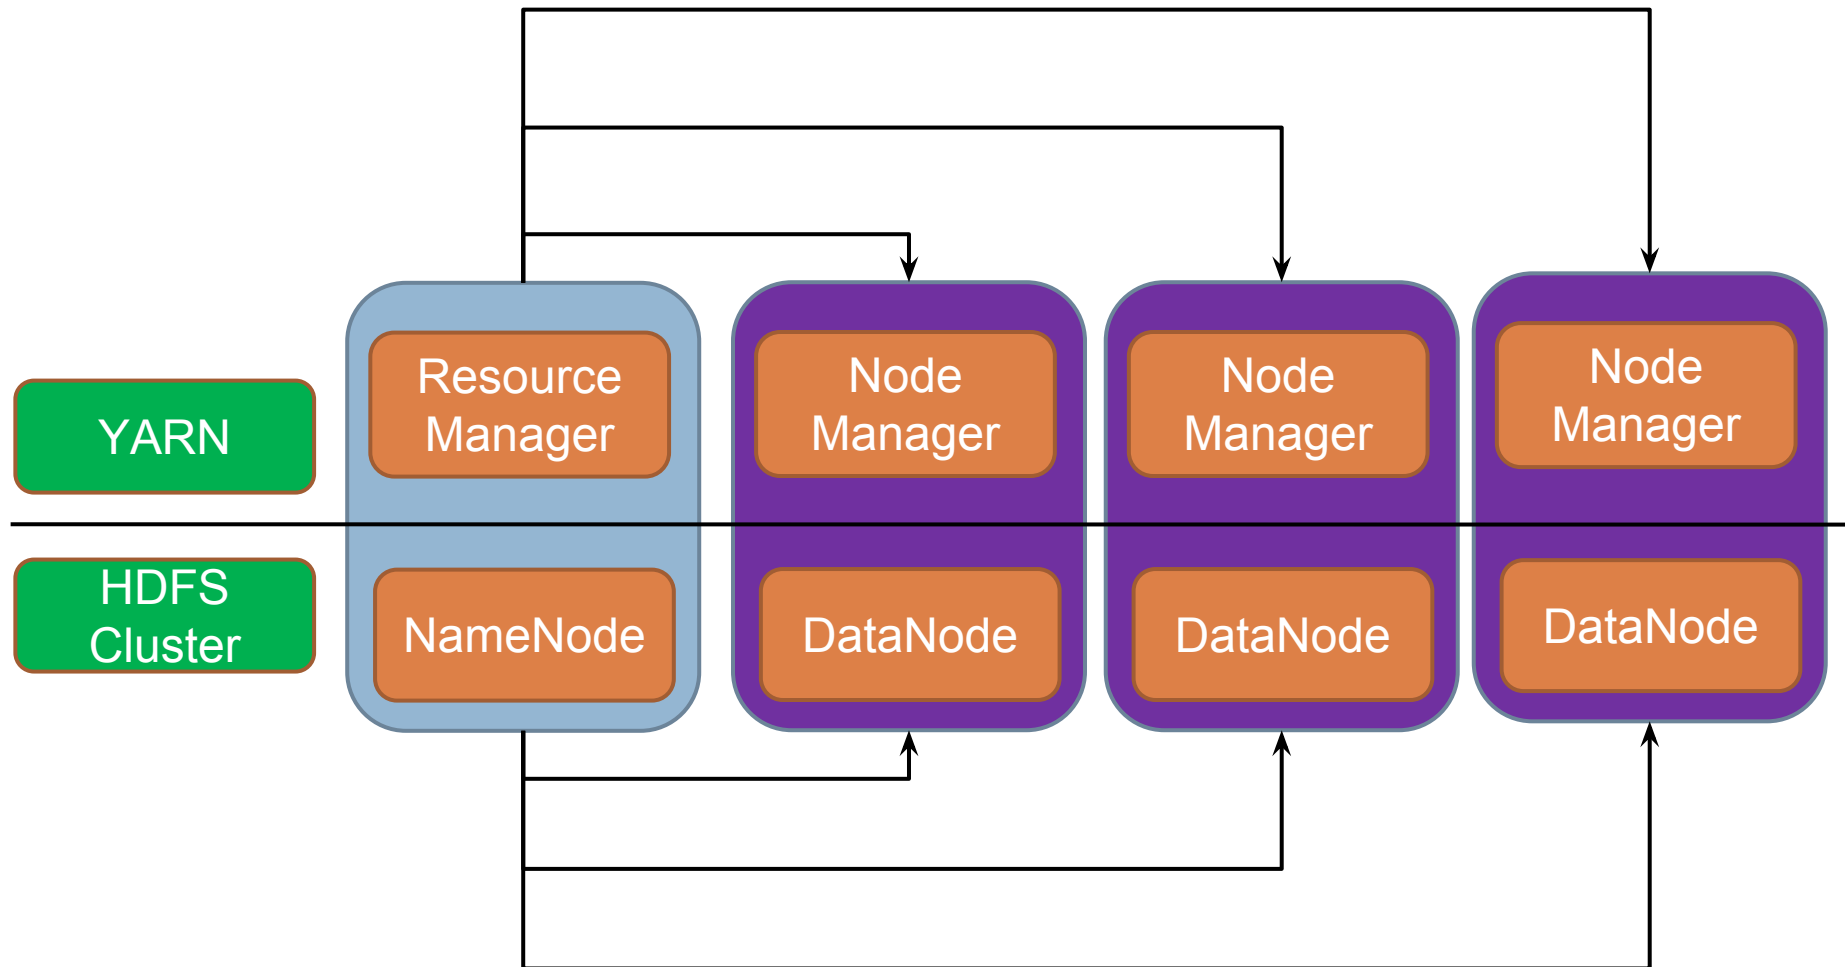 YARN
Resource
Manager
Node
Manager
Node
Manager
Node
Manager
HDFS
Cluster
NameNode
DataNode
DataNode
DataNode